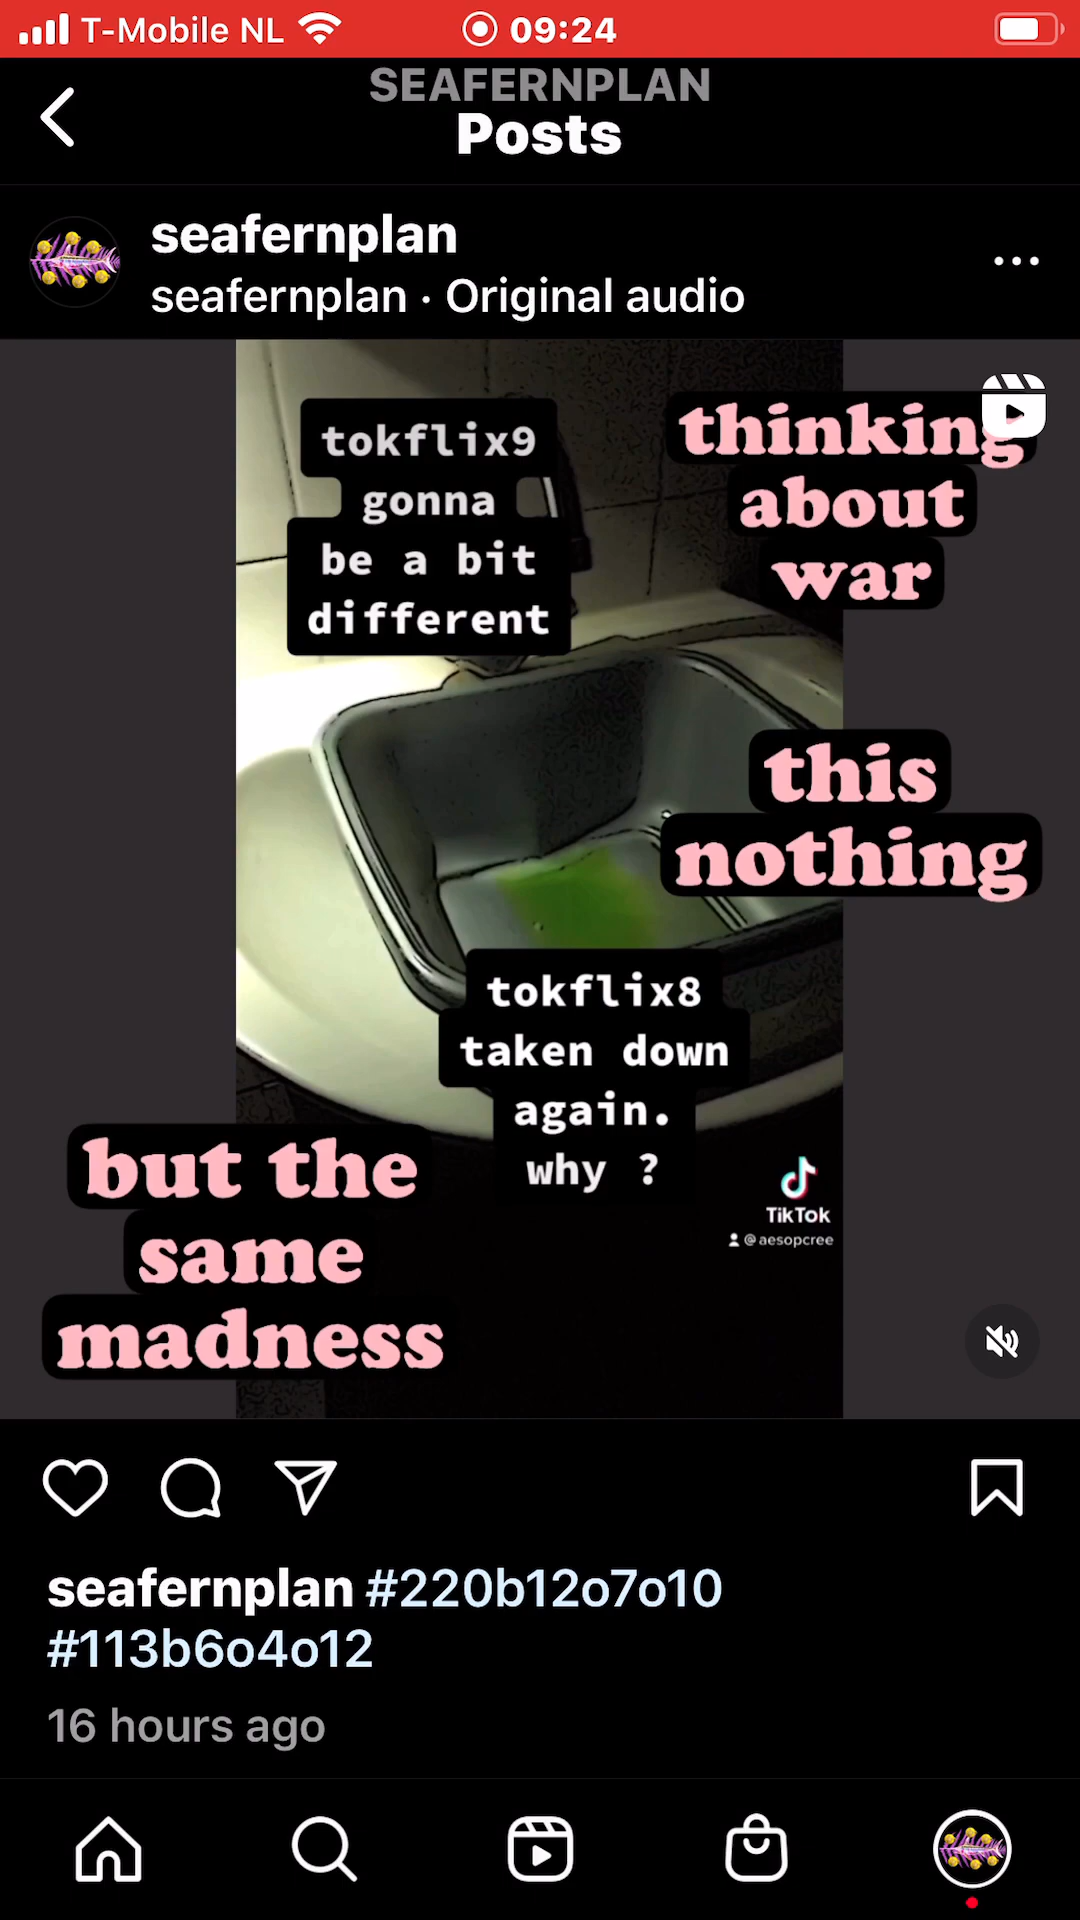 T-Mobile NL 09:24
SEAFERNPLAN
Posts
seafernplan
seafernplan · Original audio
tokflix9
gonna
be a bit
different
thinking
about
war
this
nothing
tokflix8
taken down
again.
why ?
but the
same
madness
TikTok
@aesopcree
seafernplan #220b12o7o10
#113b6o4o12
16 hours ago